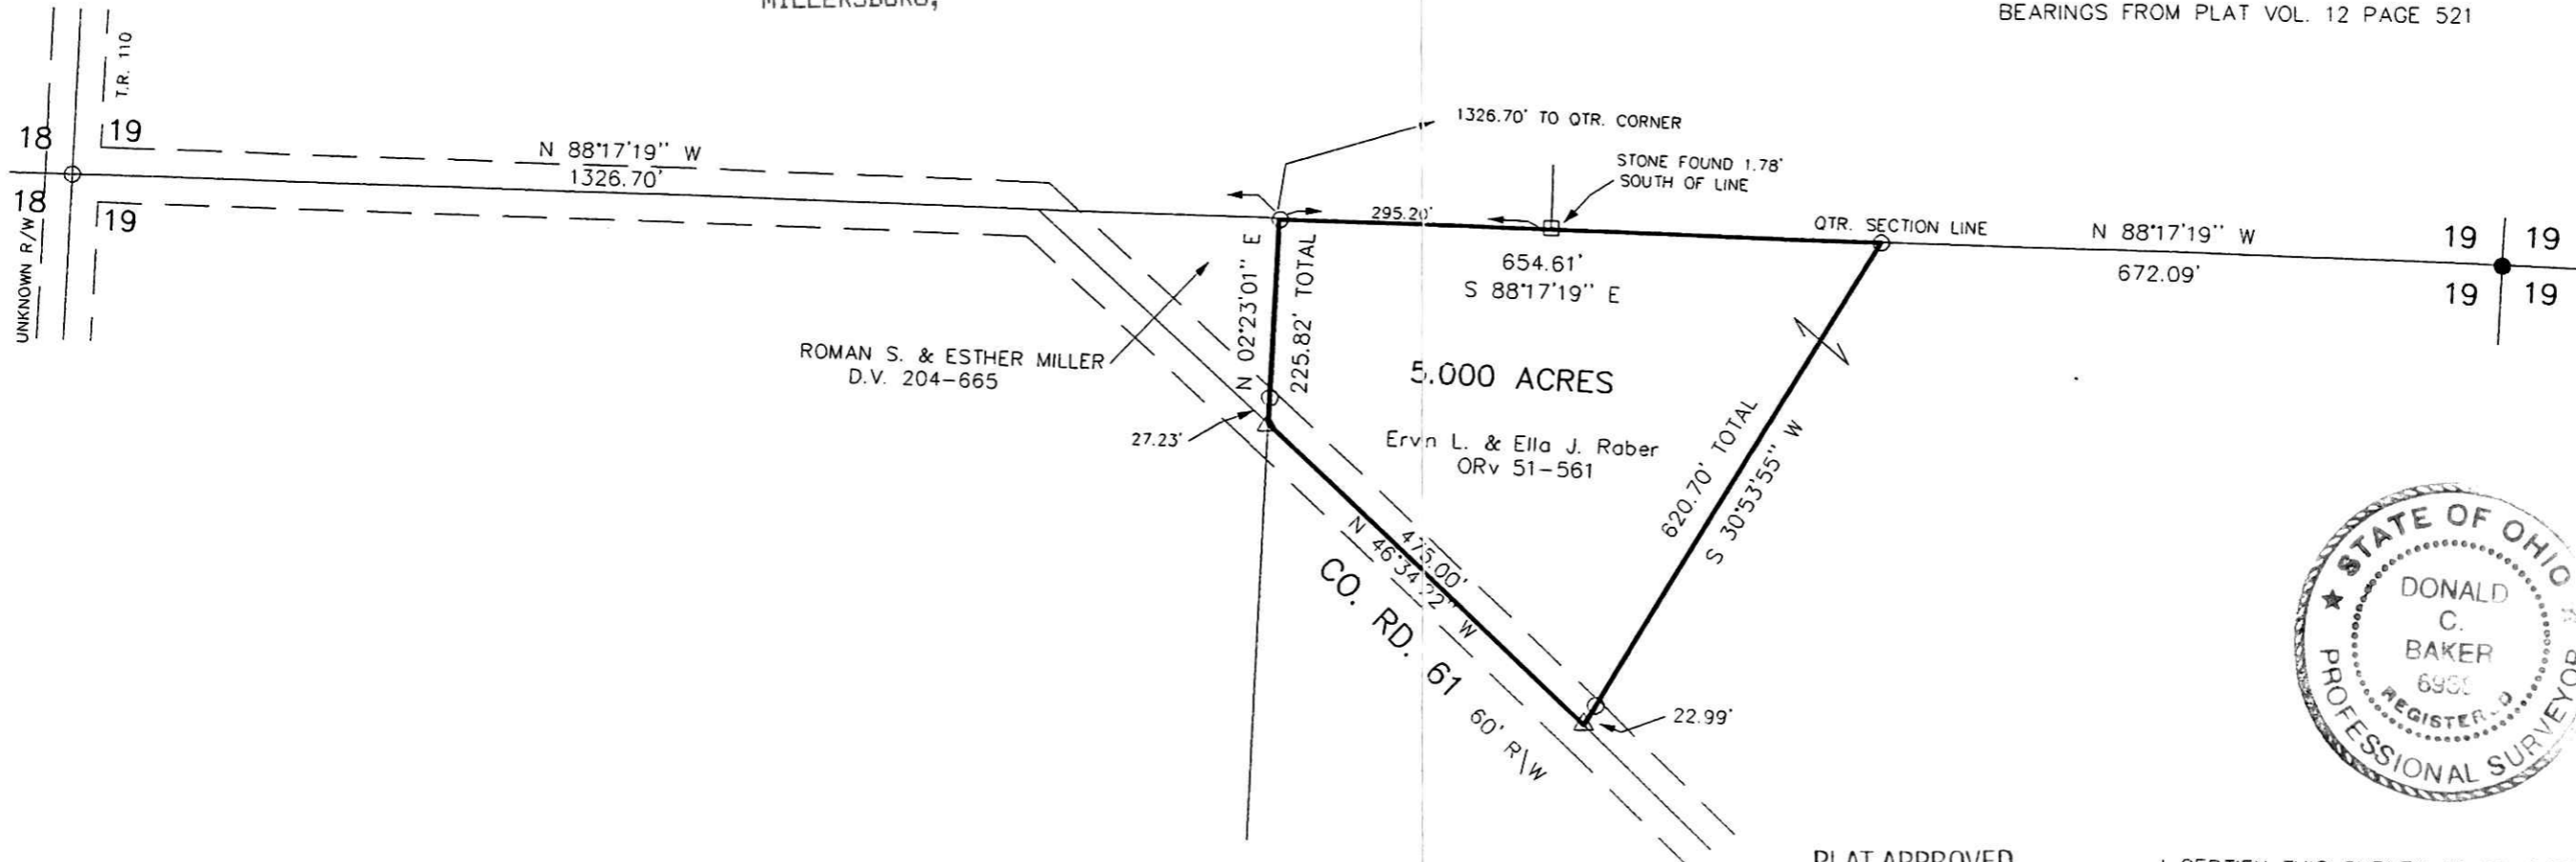 MILLERSBURG,
BEARINGS FROM PLAT VOL. 12 PAGE 521
T.R. 110
18
19
18
19
UNKNOWN R/W
N 88°17'19'' W
1326.70'
1326.70' TO QTR. CORNER
STONE FOUND 1.78'
SOUTH OF LINE
295.20'
QTR. SECTION LINE
N 88°17'19'' W
672.09'
19
19
19
19
654.61'
S 88°17'19'' E
N 02°23'01'' E
225.82' TOTAL
ROMAN S. & ESTHER MILLER
D.V. 204-665
27.23'
5.000 ACRES
Ervin L. & Ella J. Raber
ORv 51-561
620.70' TOTAL
S 30°53'55'' W
475.00'
N 46°34'22'' W
CO. RD. 61 60' R\W
22.99'
STATE OF OHIO
DONALD
C.
BAKER
REGISTERED
PROFESSIONAL SURVEYOR
PLAT APPROVED